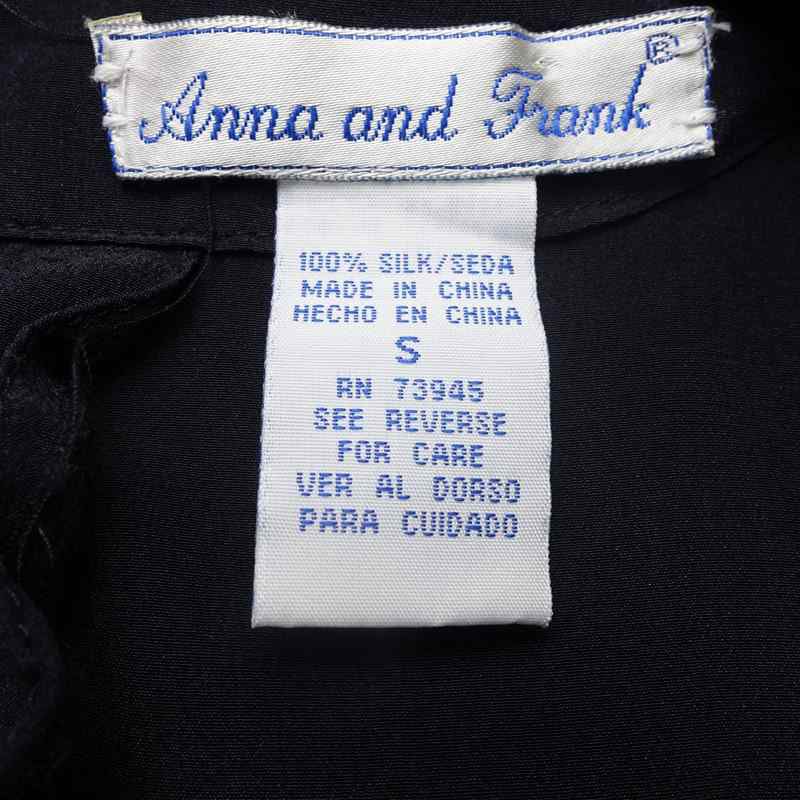 Anna and Frank®
100% SILK/SEDA
MADE IN CHINA
HECHO EN CHINA
S
RN 73945
SEE REVERSE
FOR CARE
VER AL DORSO
PARA CUIDADO